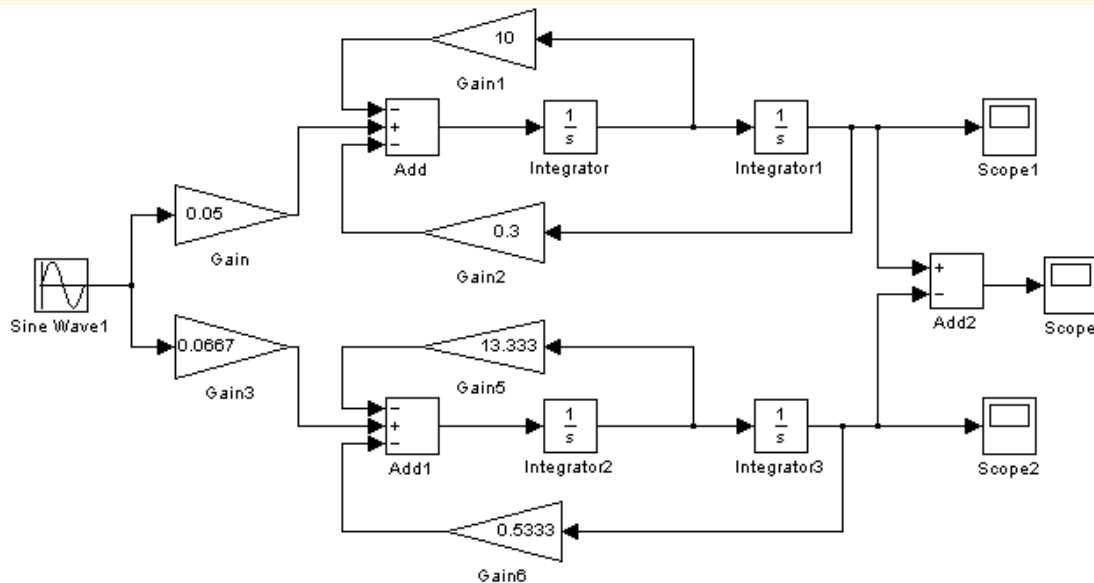 10
Gain1
−
+
−
Add
1
s
Integrator
1
s
Integrator1
Scope1
0.05
Gain
0.3
Gain2
Sine Wave1
+
−
Add2
Scope
0.0667
Gain3
13.333
Gain5
−
+
−
Add1
1
s
Integrator2
1
s
Integrator3
Scope2
0.5333
Gain6